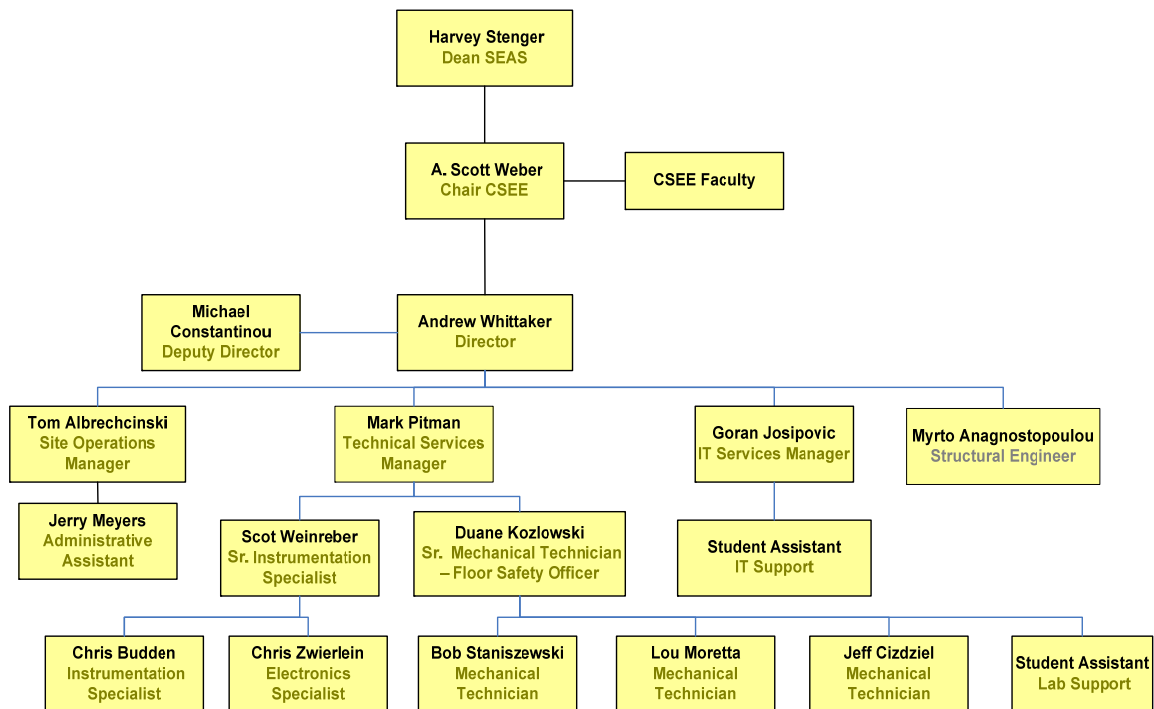 Harvey Stenger
Dean SEAS
A. Scott Weber
Chair CSEE
CSEE Faculty
Michael
Constantinou
Deputy Director
Andrew Whittaker
Director
Tom Albrechcinski
Site Operations
Manager
Mark Pitman
Technical Services
Manager
Goran Josipovic
IT Services Manager
Myrto Anagnostopoulou
Structural Engineer
Jerry Meyers
Administrative
Assistant
Scot Weinreber
Sr. Instrumentation
Specialist
Duane Kozlowski
Sr. Mechanical Technician
– Floor Safety Officer
Student Assistant
IT Support
Chris Budden
Instrumentation
Specialist
Chris Zwierlein
Electronics
Specialist
Bob Staniszewski
Mechanical
Technician
Lou Moretta
Mechanical
Technician
Jeff Cizdziel
Mechanical
Technician
Student Assistant
Lab Support